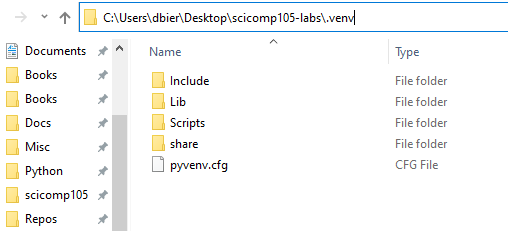 C:\Users\dbier\Desktop\scicomp105-labs\.venv
Documents
Books
Books
Docs
Misc
Python
scicomp105
Repos
Name
Type
Include
File folder
Lib
File folder
Scripts
File folder
share
File folder
pyvenv.cfg
CFG File